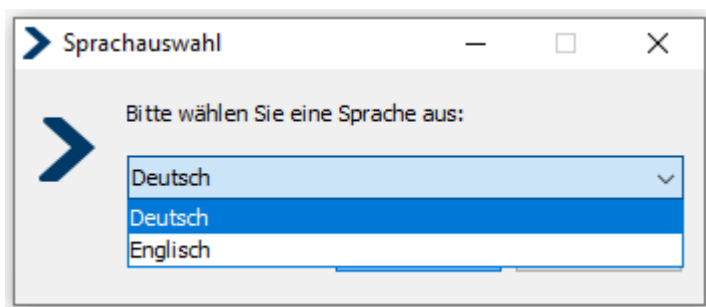 Sprachauswahl
Bitte wählen Sie eine Sprache aus:
Deutsch
Deutsch
Englisch